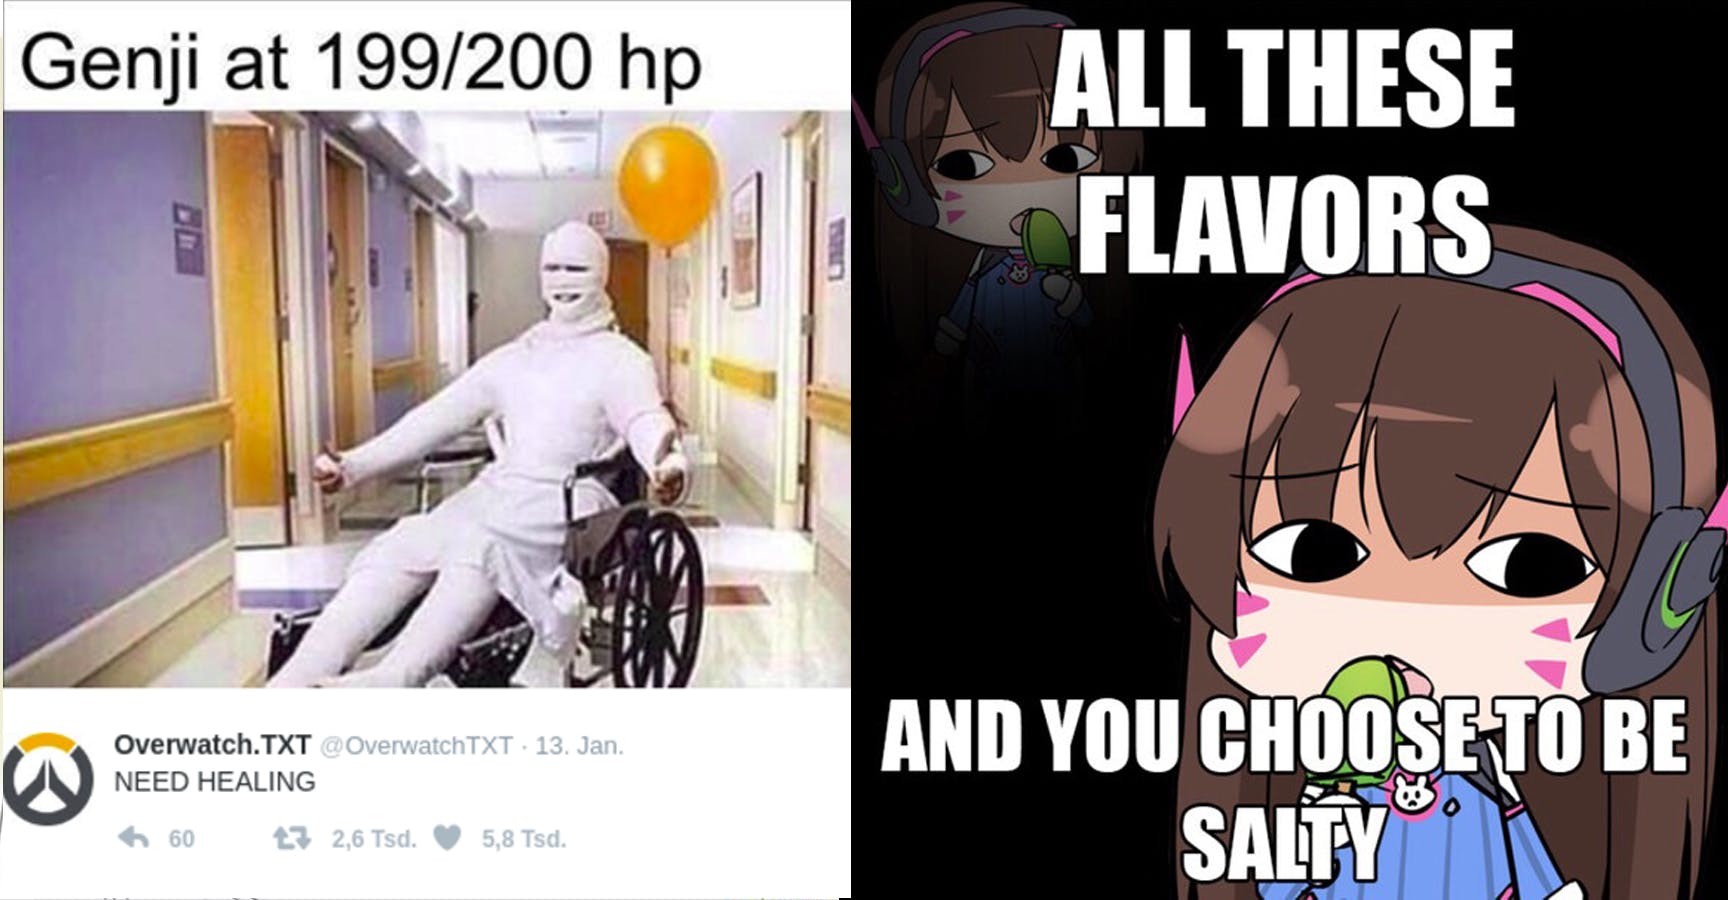 Genji at 199/200 hp
Overwatch.TXT @OverwatchTXT · 13. Jan.
NEED HEALING
60 2,6 Tsd. 5,8 Tsd.
ALL THESE
FLAVORS
AND YOU CHOOSE TO BE
SALTY